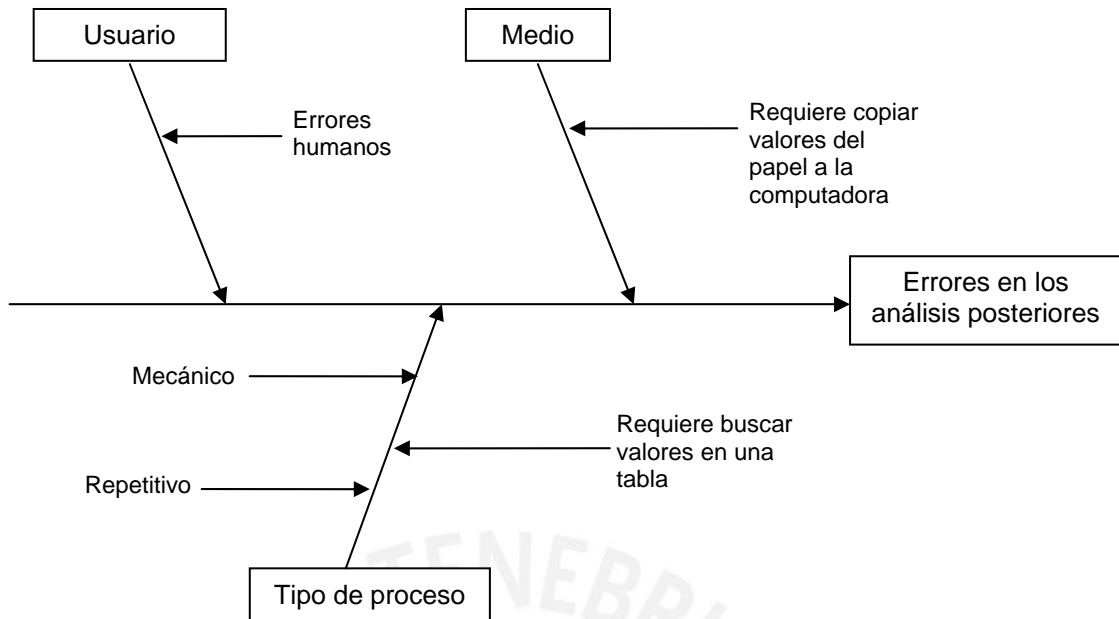 Usuario
Medio
Errores
humanos
Requiere copiar
valores del
papel a la
computadora
Errores en los
análisis posteriores
Mecánico
Requiere buscar
valores en una
tabla
Repetitivo
TENEBR
Tipo de proceso